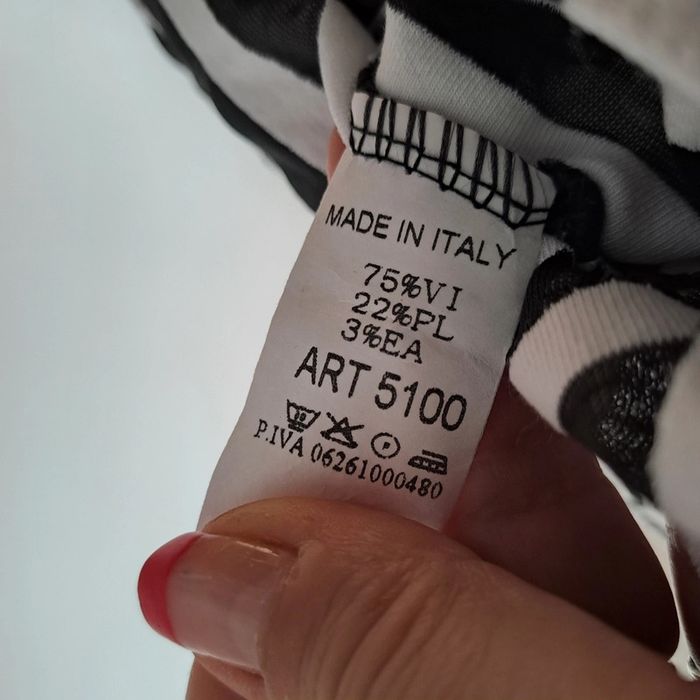 MADE IN ITALY
75%VI
22%PL
3%EA
ART 5100
P
P.IVA 06261000480